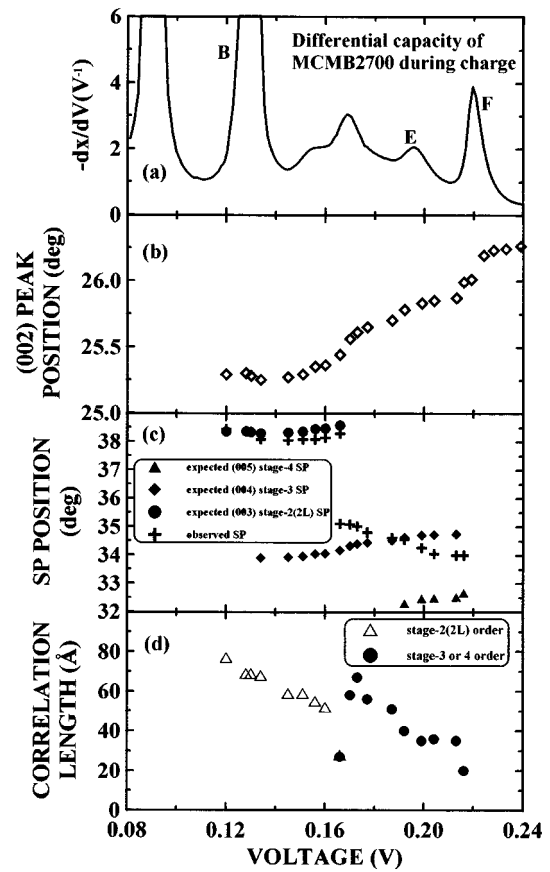 6
4
2
0
-dx/dV(V⁻¹)
B
E
F
Differential capacity of
MCMB2700 during charge
(a)
(b)
26.0
25.5
25.0
(002) PEAK
POSITION (deg)
(c)
38
37
36
35
34
33
32
SP POSITION
(deg)
expected (005) stage-4 SP
expected (004) stage-3 SP
expected (003) stage-2(2L) SP
observed SP
(d)
80
60
40
20
0
CORRELATION
LENGTH (Å)
stage-2(2L) order
stage-3 or 4 order
0.08 0.12 0.16 0.20 0.24
VOLTAGE (V)